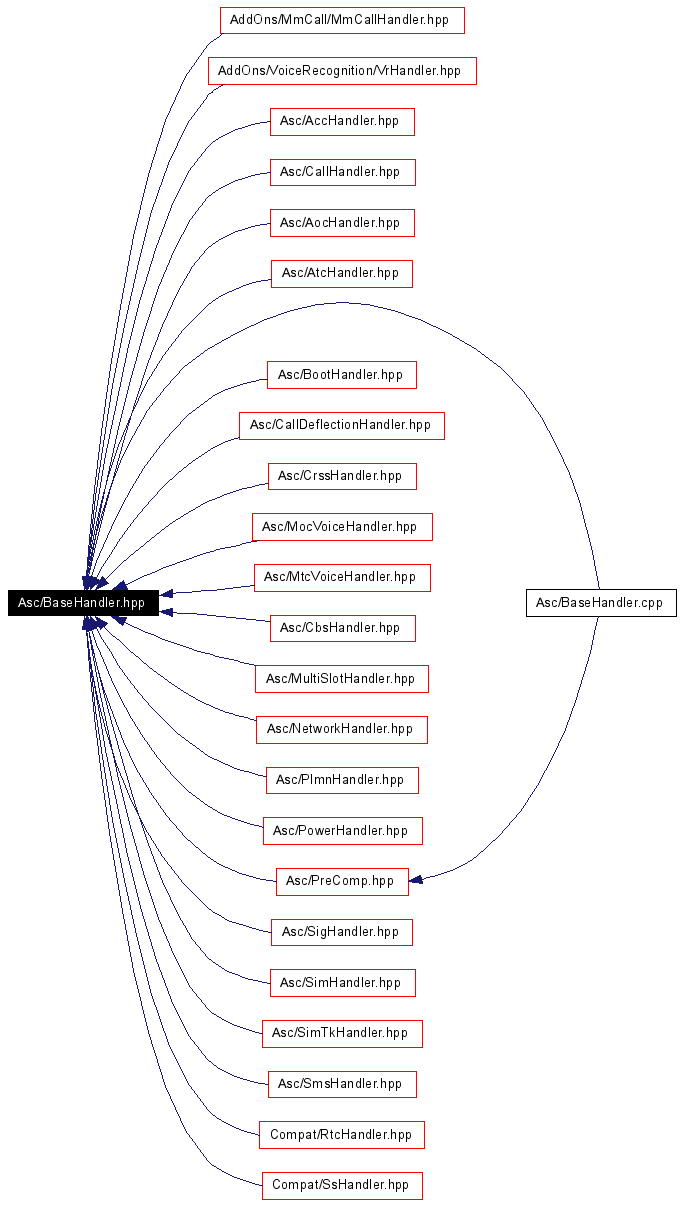 AddOns/MmCall/MmCallHandler.hpp
AddOns/VoiceRecognition/VrHandler.hpp
Asc/AccHandler.hpp
Asc/CallHandler.hpp
Asc/AocHandler.hpp
Asc/AtcHandler.hpp
Asc/BootHandler.hpp
Asc/CallDeflectionHandler.hpp
Asc/CrssHandler.hpp
Asc/MocVoiceHandler.hpp
Asc/MtcVoiceHandler.hpp
Asc/BaseHandler.hpp
Asc/BaseHandler.cpp
Asc/CbsHandler.hpp
Asc/MultiSlotHandler.hpp
Asc/NetworkHandler.hpp
Asc/PlmnHandler.hpp
Asc/PowerHandler.hpp
Asc/PreComp.hpp
Asc/SigHandler.hpp
Asc/SimHandler.hpp
Asc/SimTkHandler.hpp
Asc/SmsHandler.hpp
Compat/RtcHandler.hpp
Compat/SsHandler.hpp